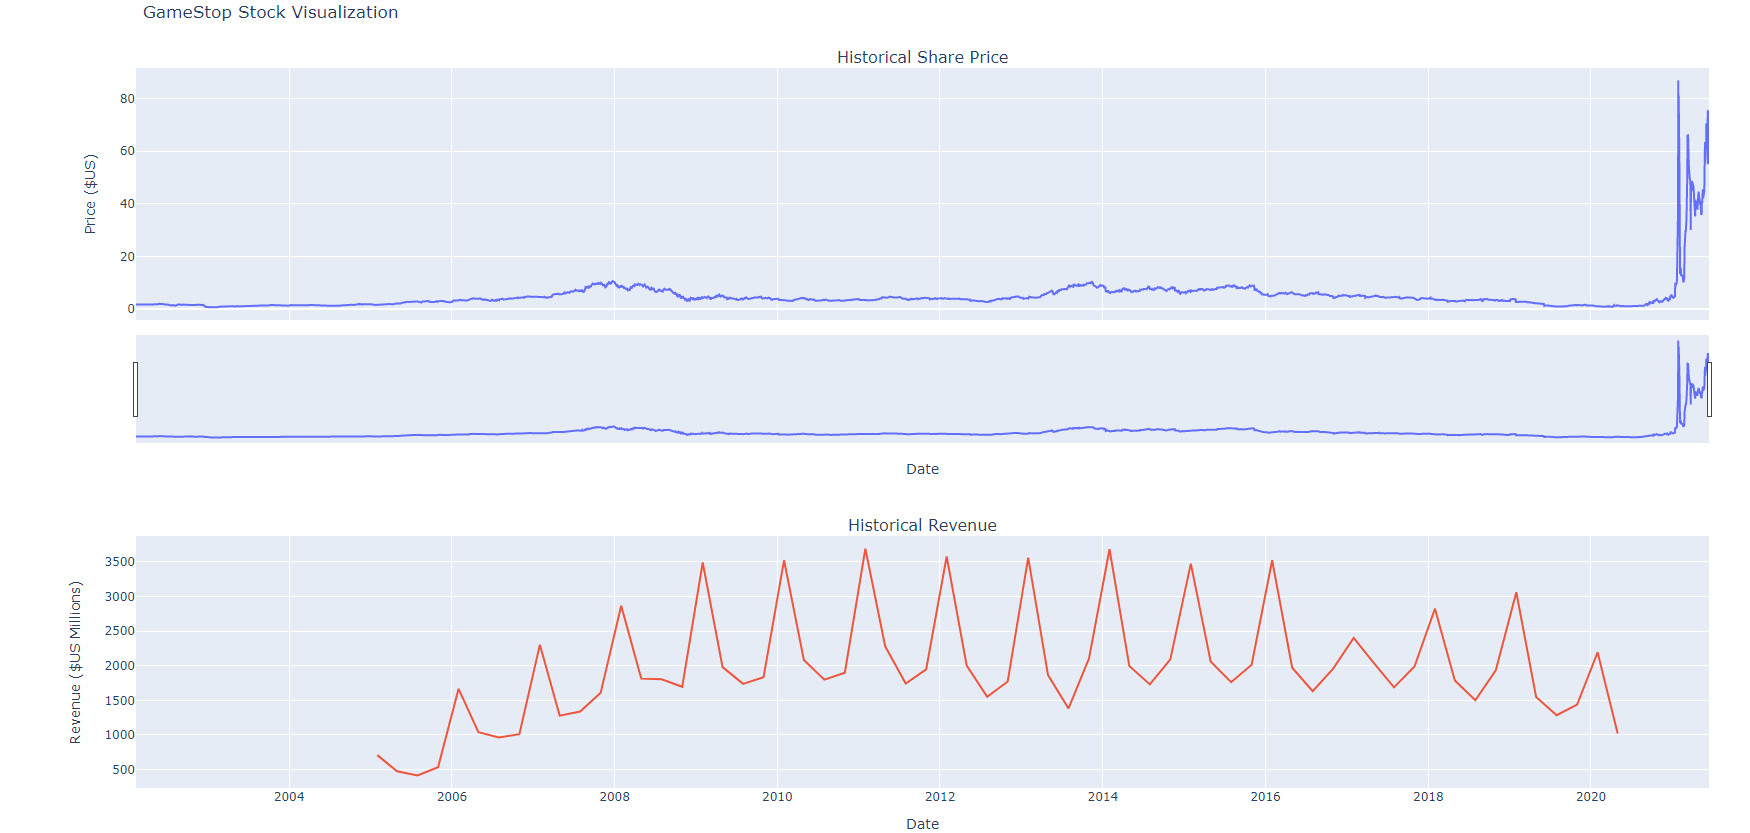 GameStop Stock Visualization
Historical Share Price
80
60
40
20
0
Price ($US)
Date
Historical Revenue
3500
3000
2500
2000
1500
1000
500
Revenue ($US Millions)
2004 2006 2008 2010 2012 2014 2016 2018 2020
Date